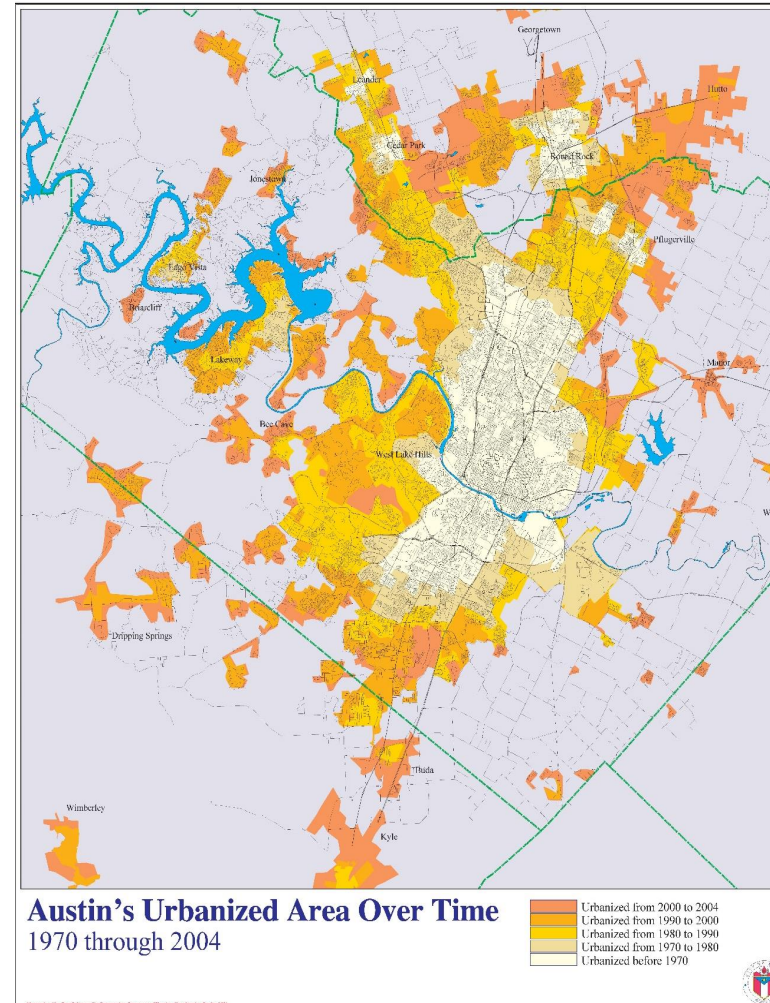 Georgetown
Leander
Hutto
Cedar Park
Round Rock
Jonestown
Pflugerville
Lago Vista
Briarcliff
Lakeway
Manor
Bee Cave
West Lake Hills
W
Dripping Springs
Buda
Wimberley
Kyle
Austin's Urbanized Area Over Time
1970 through 2004
Urbanized from 2000 to 2004
Urbanized from 1990 to 2000
Urbanized from 1980 to 1990
Urbanized from 1970 to 1980
Urbanized before 1970